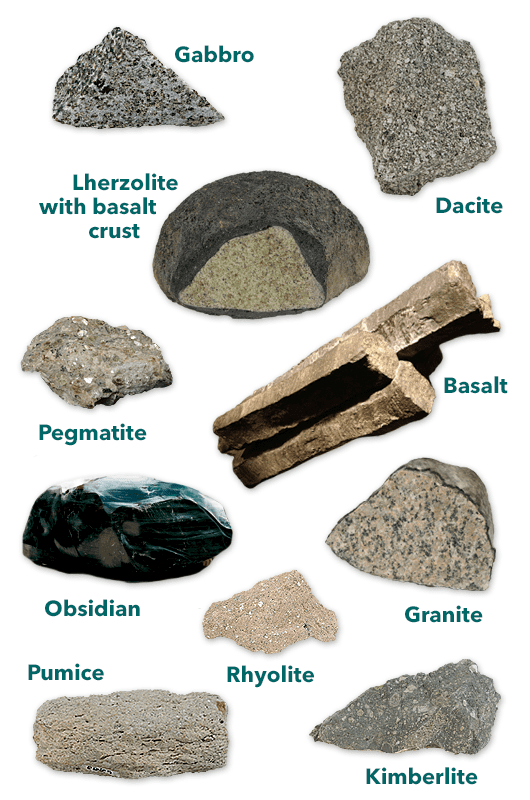 Gabbro
Dacite
Lherzolite
with basalt
crust
Basalt
Pegmatite
Obsidian
Granite
Rhyolite
Pumice
Kimberlite